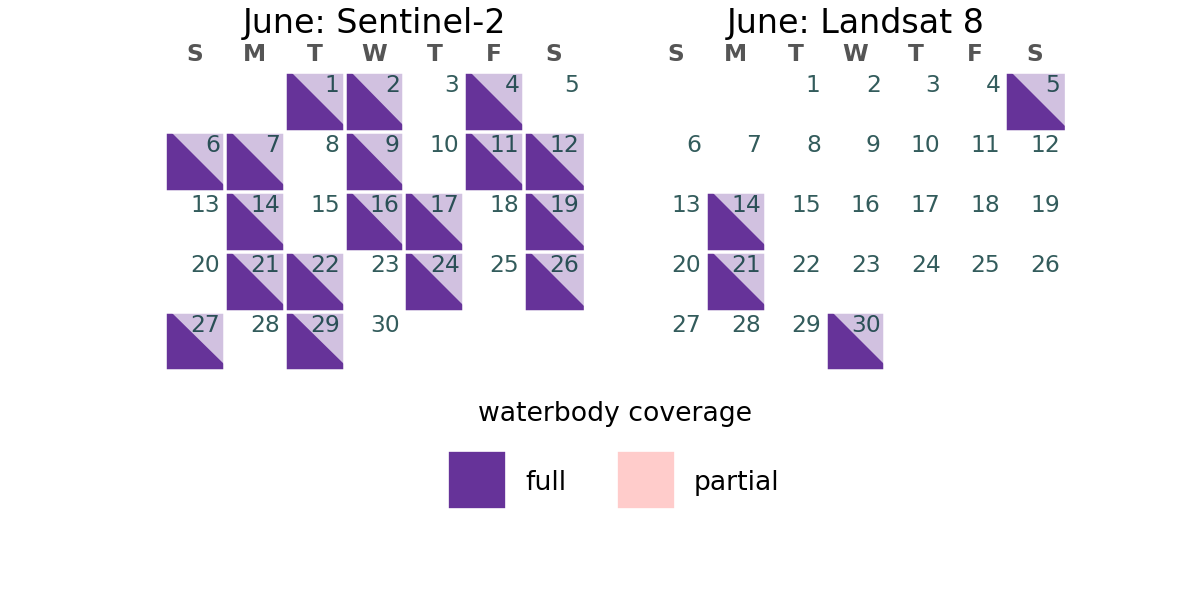 June: Sentinel-2
S M T W T F S
1 2 3 4 5
6 7 8 9 10 11 12
13 14 15 16 17 18 19
20 21 22 23 24 25 26
27 28 29 30
June: Landsat 8
S M T W T F S
1 2 3 4 5
6 7 8 9 10 11 12
13 14 15 16 17 18 19
20 21 22 23 24 25 26
27 28 29 30
waterbody coverage
full partial